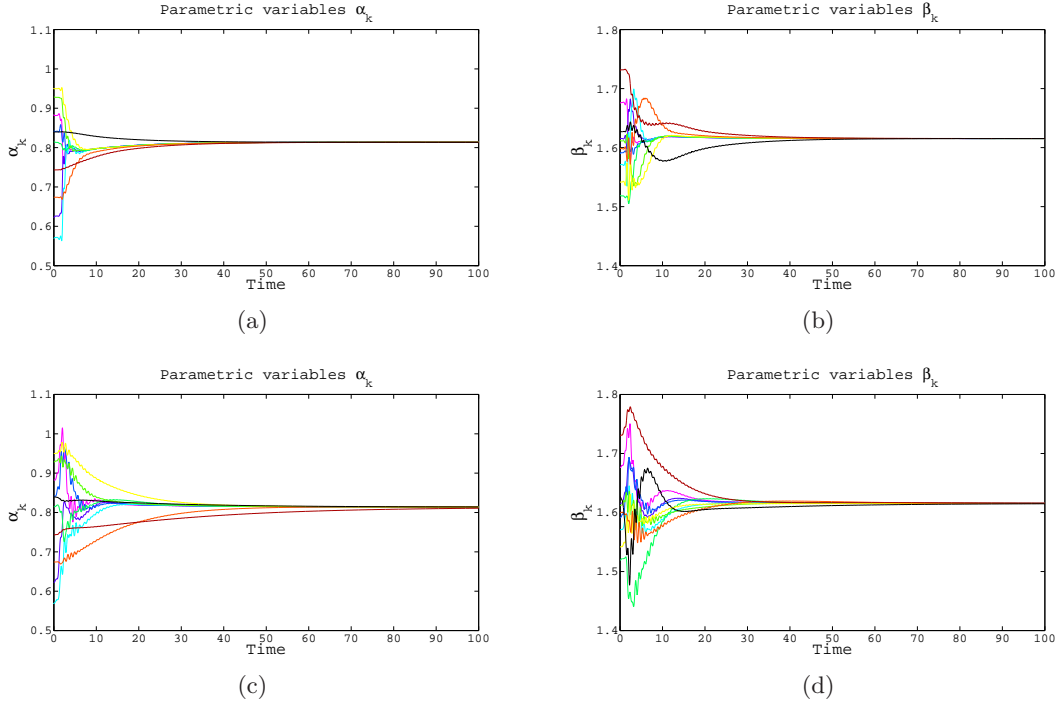 Parametric variables α_k
1.1
1
0.9
0.8
0.7
0.6
0.5
α_k
0 10 20 30 40 50 60 70 80 90 100
Time
(a)
Parametric variables β_k
1.8
1.7
1.6
1.5
1.4
β_k
0 10 20 30 40 50 60 70 80 90 100
Time
(b)
Parametric variables α_k
1.1
1
0.9
0.8
0.7
0.6
0.5
α_k
0 10 20 30 40 50 60 70 80 90 100
Time
(c)
Parametric variables β_k
1.8
1.7
1.6
1.5
1.4
β_k
0 10 20 30 40 50 60 70 80 90 100
Time
(d)